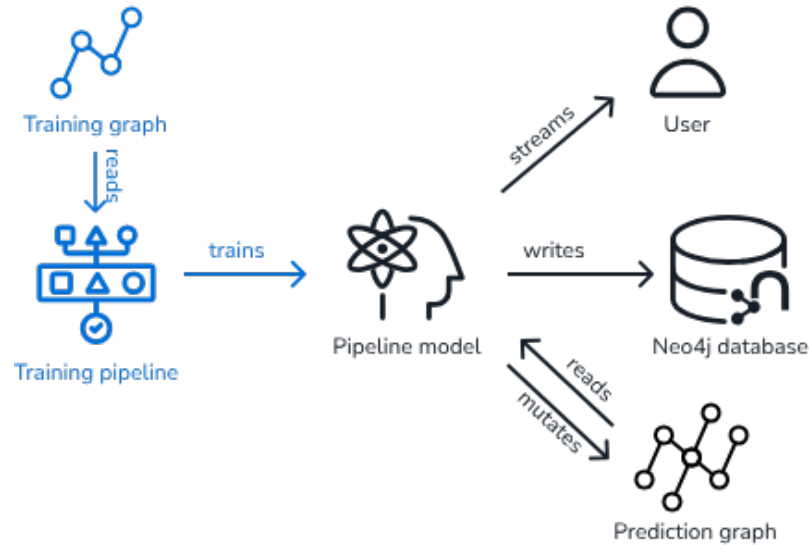 Training graph
reads
Training pipeline
trains
Pipeline model
streams
User
writes
Neo4j database
reads
mutates
Prediction graph